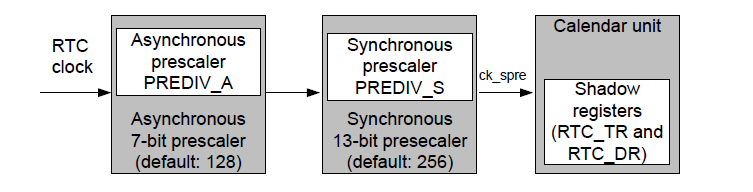 RTC
clock
Asynchronous
prescaler
PREDIV_A
Asynchronous
7-bit prescaler
(default: 128)
Synchronous
prescaler
PREDIV_S
Synchronous
13-bit presecaler
(default: 256)
ck_spre
Calendar unit
Shadow
registers
(RTC_TR and
RTC_DR)